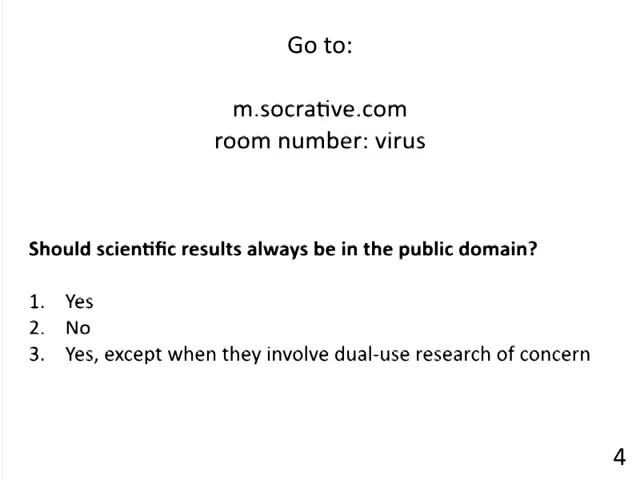 Go to:
m.socrative.com
room number: virus
Should scientific results always be in the public domain?
1. Yes
2. No
3. Yes, except when they involve dual-use research of concern
4